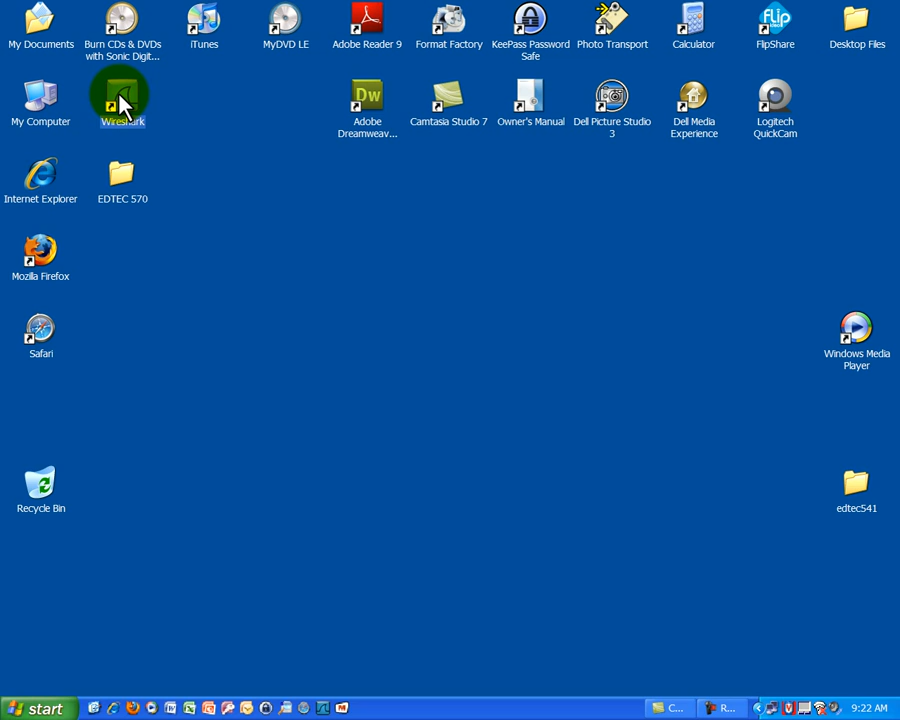 My Documents
Burn CDs & DVDs
with Sonic Digit...
iTunes
MyDVD LE
Adobe Reader 9
Format Factory
KeePass Password
Safe
Photo Transport
Calculator
flip
FlipShare
Desktop Files
My Computer
Wireshark
Dw
Adobe
Dreamweav...
Camtasia Studio 7
Owner's Manual
Dell Picture Studio
3
Dell Media
Experience
Logitech
QuickCam
Internet Explorer
EDTEC 570
Mozilla Firefox
Safari
Windows Media
Player
Recycle Bin
edtec541
start
C...
R...
9:22 AM